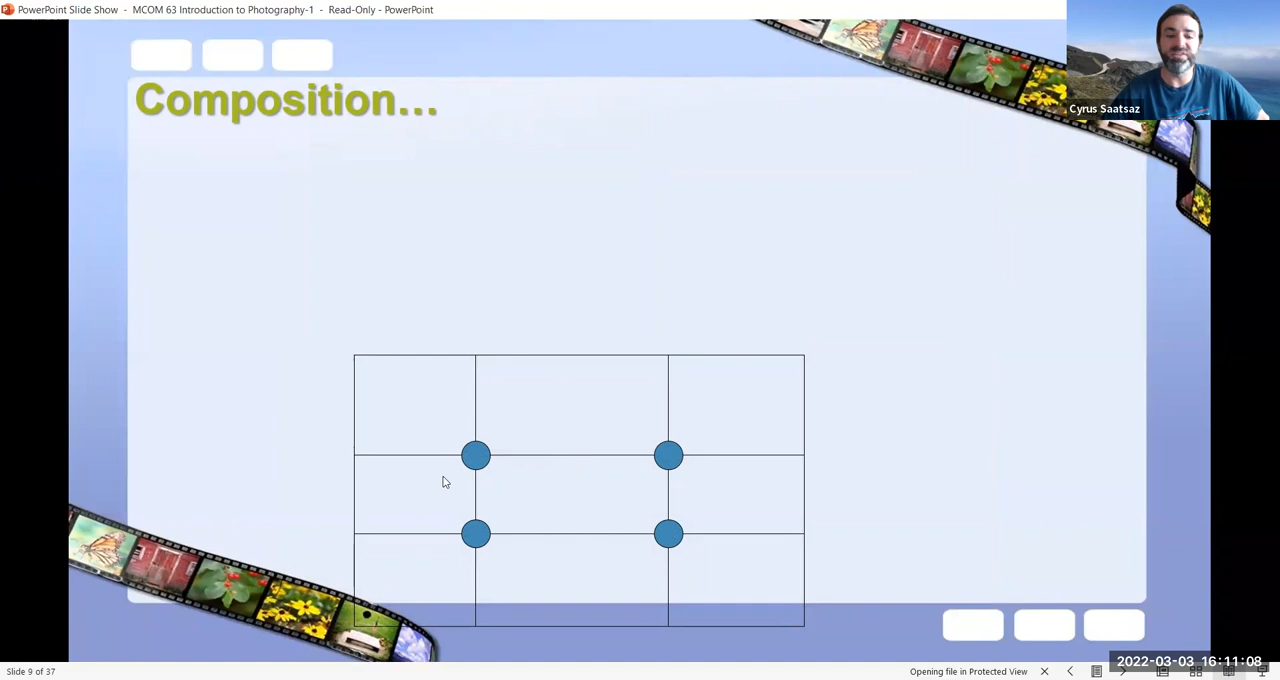 PowerPoint Slide Show - MCOM 63 Introduction to Photography-1 - Read-Only - PowerPoint
Cyrus Saatsaz
Composition...
Slide 9 of 37
Opening file in Protected View
2022-03-03 16:11:08